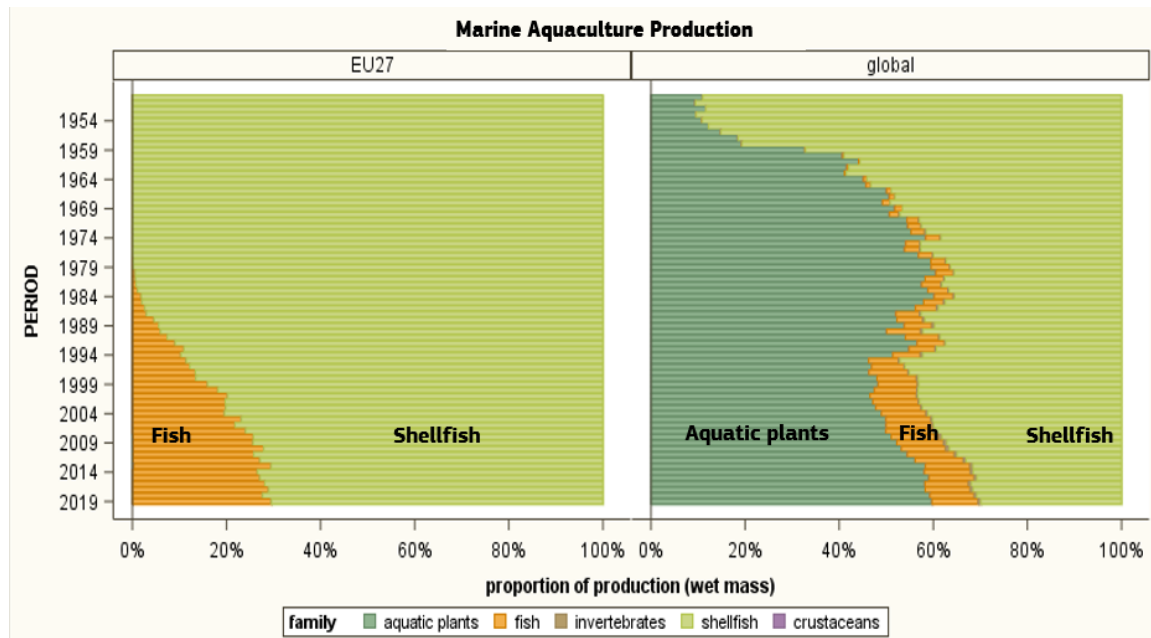 Marine Aquaculture Production
EU27
global
PERIOD
1954
1959
1964
1969
1974
1979
1984
1989
1994
1999
2004
2009
2014
2019
Fish Shellfish
Aquatic plants Fish Shellfish
0% 20% 40% 60% 80% 100%
0% 20% 40% 60% 80% 100%
proportion of production (wet mass)
family aquatic plants fish invertebrates shellfish crustaceans